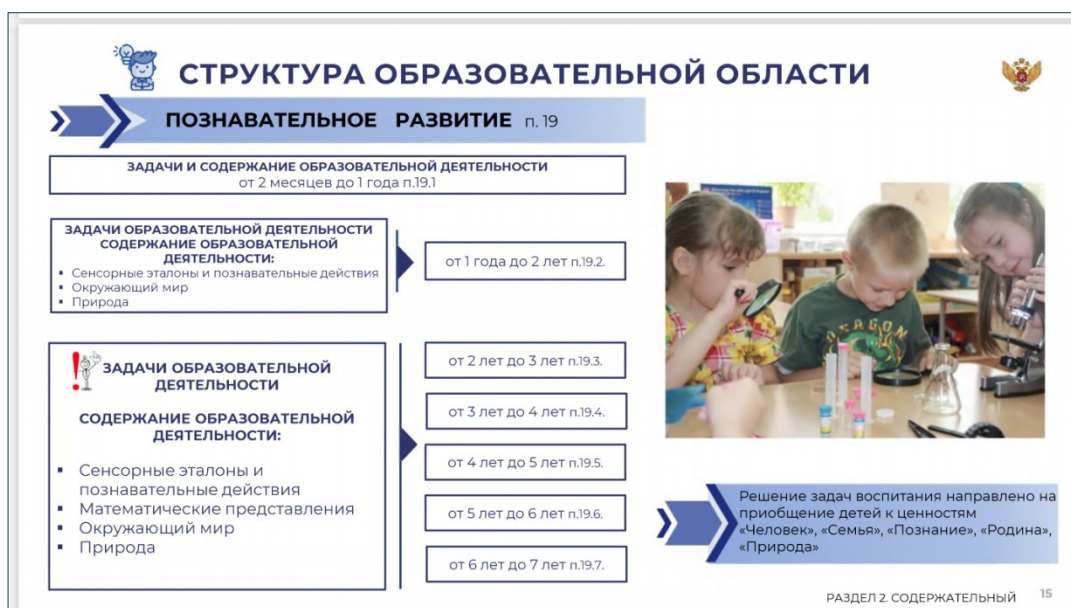 СТРУКТУРА ОБРАЗОВАТЕЛЬНОЙ ОБЛАСТИ
ПОЗНАВАТЕЛЬНОЕ РАЗВИТИЕ п. 19
ЗАДАЧИ И СОДЕРЖАНИЕ ОБРАЗОВАТЕЛЬНОЙ ДЕЯТЕЛЬНОСТИ
от 2 месяцев до 1 года п.19.1
ЗАДАЧИ ОБРАЗОВАТЕЛЬНОЙ ДЕЯТЕЛЬНОСТИ
СОДЕРЖАНИЕ ОБРАЗОВАТЕЛЬНОЙ
ДЕЯТЕЛЬНОСТИ:
▪ Сенсорные эталоны и познавательные действия
▪ Окружающий мир
▪ Природа
от 1 года до 2 лет п.19.2.
ЗАДАЧИ ОБРАЗОВАТЕЛЬНОЙ
ДЕЯТЕЛЬНОСТИ
СОДЕРЖАНИЕ ОБРАЗОВАТЕЛЬНОЙ
ДЕЯТЕЛЬНОСТИ:
▪ Сенсорные эталоны и
познавательные действия
▪ Математические представления
▪ Окружающий мир
▪ Природа
от 2 лет до 3 лет п.19.3.
от 3 лет до 4 лет п.19.4.
от 4 лет до 5 лет п.19.5.
от 5 лет до 6 лет п.19.6.
от 6 лет до 7 лет п.19.7.
Решение задач воспитания направлено на
приобщение детей к ценностям
«Человек», «Семья», «Познание», «Родина»,
«Природа»
РАЗДЕЛ 2. СОДЕРЖАТЕЛЬНЫЙ 15